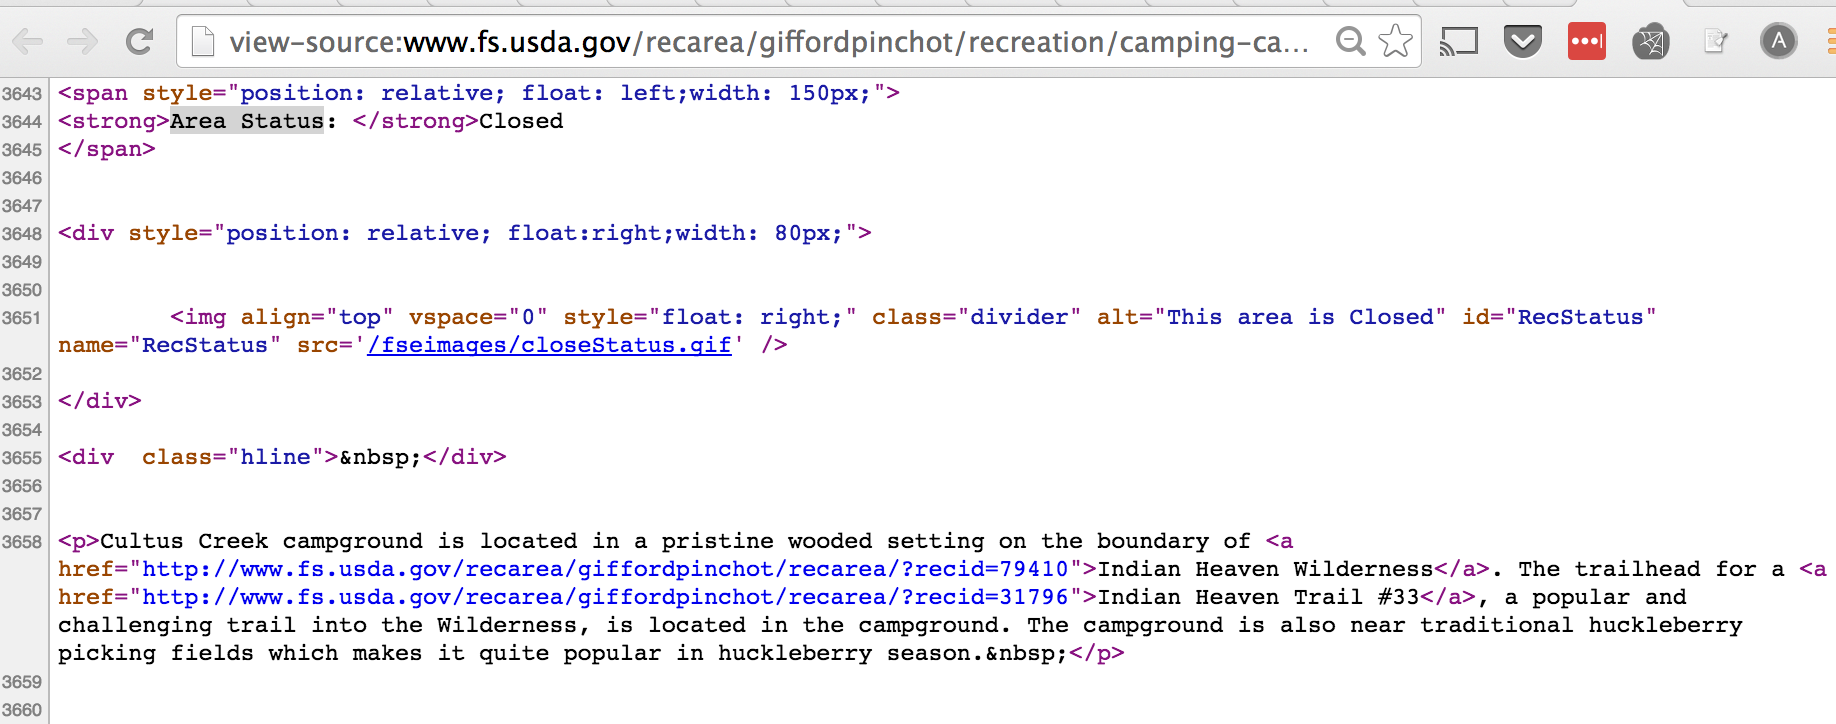 view-source:www.fs.usda.gov/recarea/giffordpinchot/recreation/camping-ca...
A
3643 <span style="position: relative; float: left;width: 150px;">
3644 <strong>Area Status: </strong>Closed
3645 </span>
3646
3647
3648 <div style="position: relative; float:right;width: 80px;">
3649
3650
3651 <img align="top" vspace="0" style="float: right;" class="divider" alt="This area is Closed" id="RecStatus"
name="RecStatus" src='/fseimages/closeStatus.gif' />
3652
3653 </div>
3654
3655 <div  class="hline">&nbsp;</div>
3656
3657
3658 <p>Cultus Creek campground is located in a pristine wooded setting on the boundary of <a
href="http://www.fs.usda.gov/recarea/giffordpinchot/recarea/?recid=79410">Indian Heaven Wilderness</a>. The trailhead for a <a
href="http://www.fs.usda.gov/recarea/giffordpinchot/recarea/?recid=31796">Indian Heaven Trail #33</a>, a popular and
challenging trail into the Wilderness, is located in the campground. The campground is also near traditional huckleberry
picking fields which makes it quite popular in huckleberry season.&nbsp;</p>
3659
3660